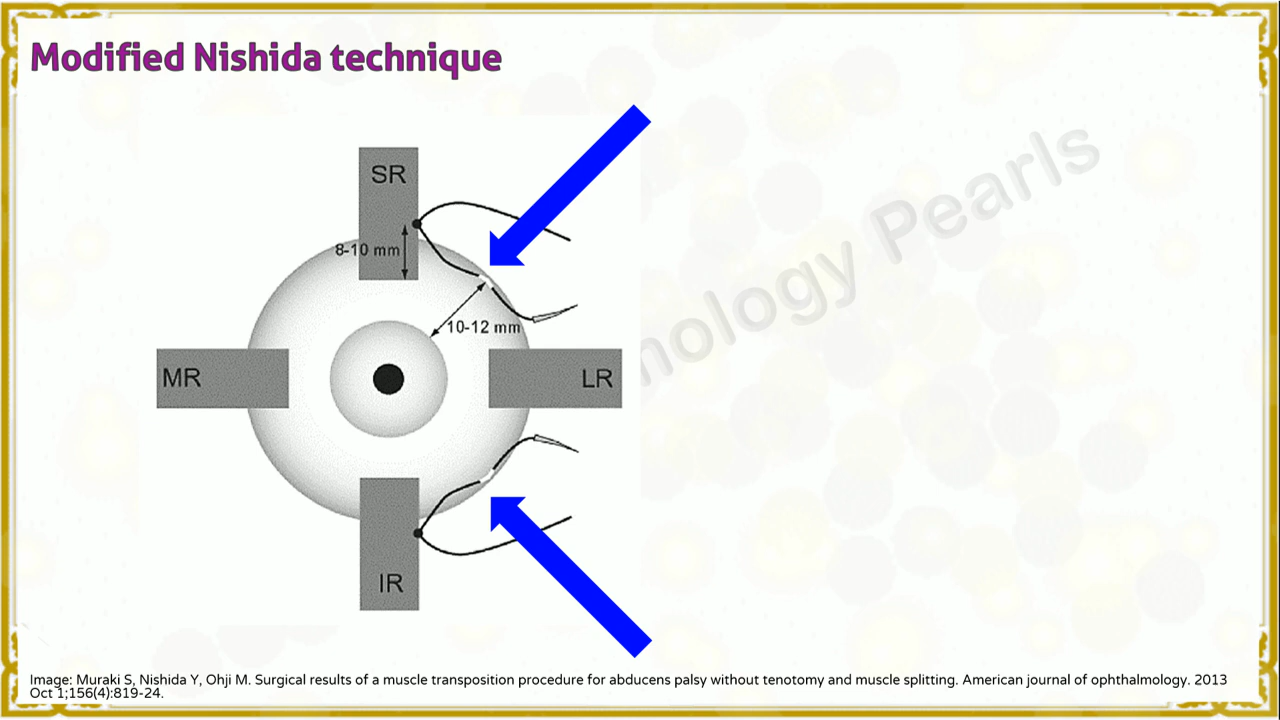 Modified Nishida technique
SR
8-10 mm
10-12 mm
MR
LR
IR
mology Pearls
Image: Muraki S, Nishida Y, Ohji M. Surgical results of a muscle transposition procedure for abducens palsy without tenotomy and muscle splitting. American journal of ophthalmology. 2013
Oct 1;156(4):819-24.